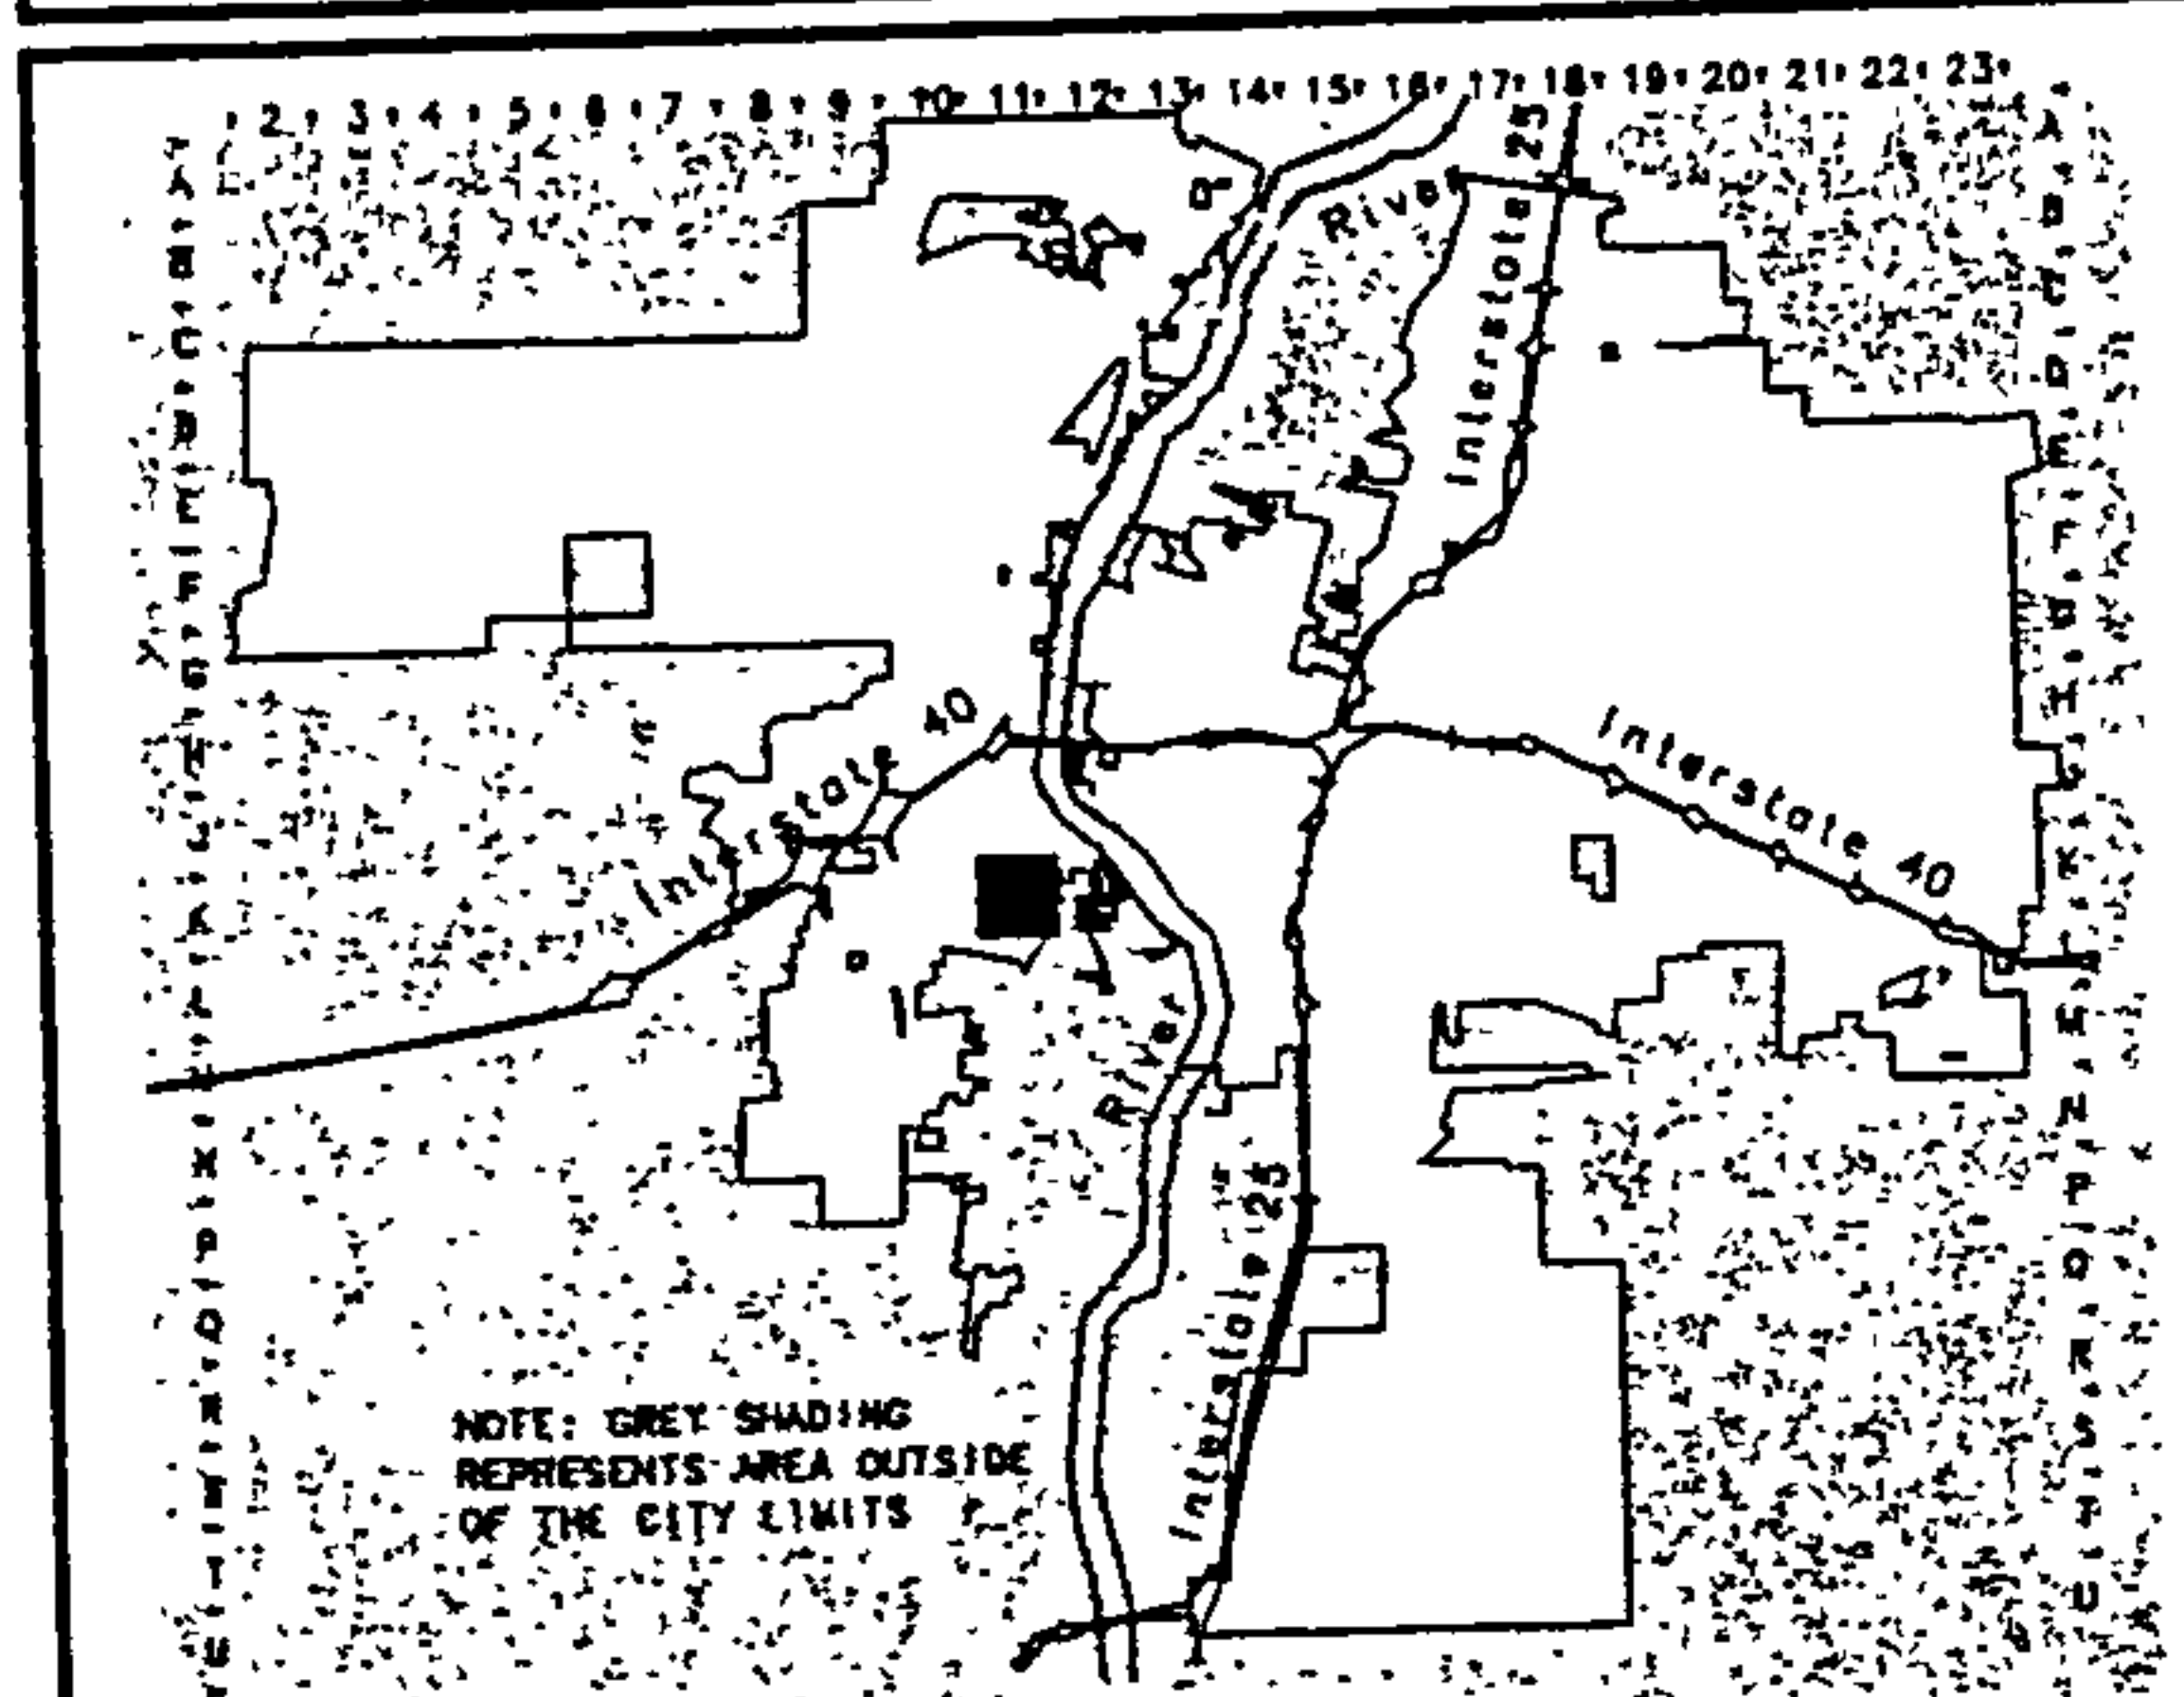 2 3 4 5 6 7 8 9 10 11 12 13 14 15 16 17 18 19 20 21 22 23
A
B
C
D
E
F
G
H
J
K
L
M
N
P
Q
R
S
T
U
A
B
C
D
E
F
G
H
J
K
L
M
N
P
Q
R
S
T
U
River
Interstate 25
Interstate 40
Interstate 40
River
Interstate 25
NOTE: GREY SHADING
REPRESENTS AREA OUTSIDE
OF THE CITY LIMITS